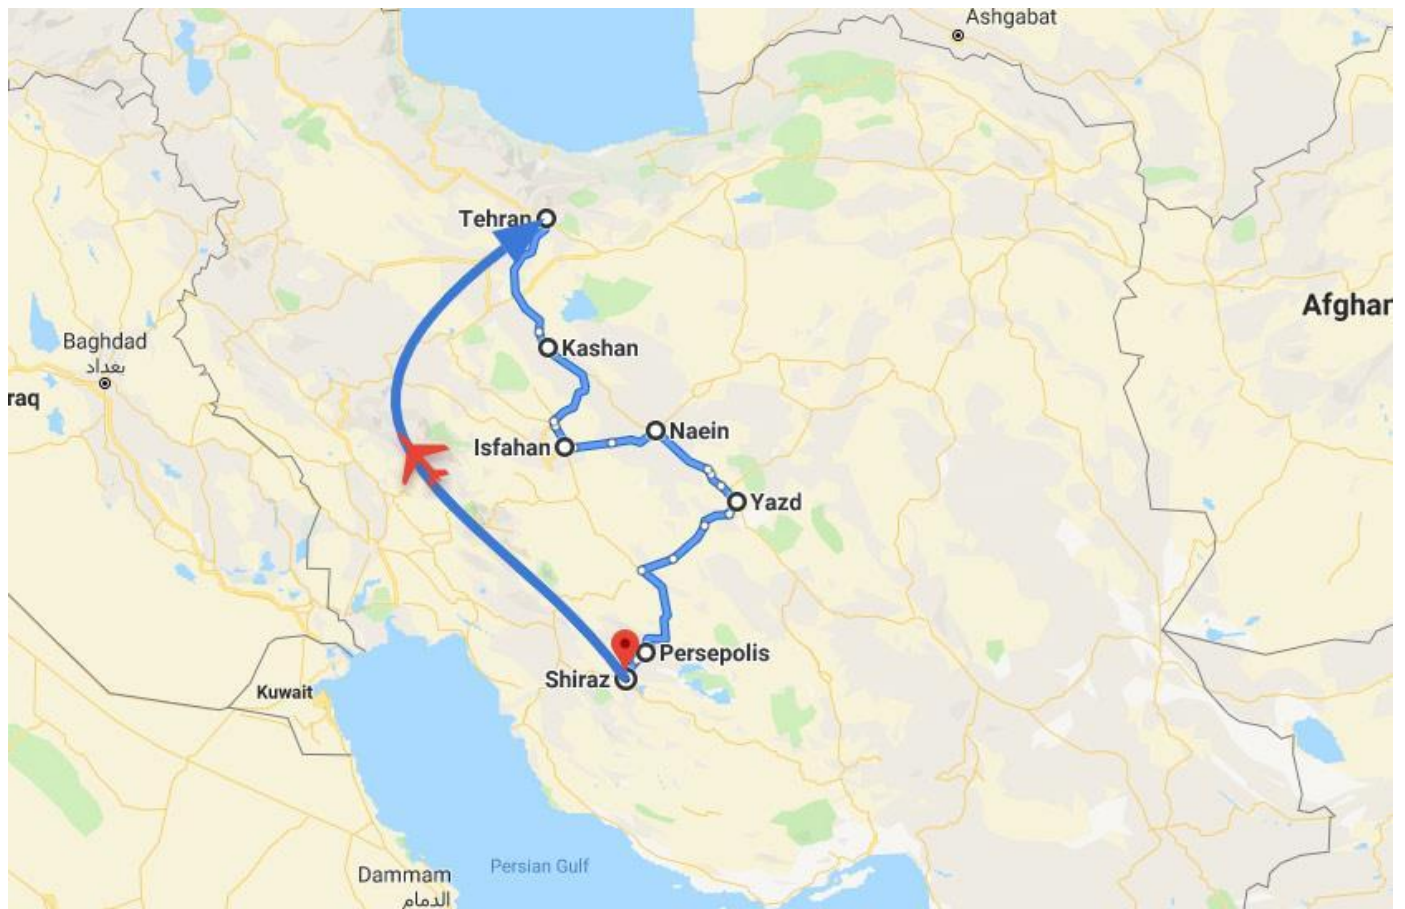 Ashgabat
Tehran
Afghan
Baghdad
بغداد
Kashan
raq
Naein
Isfahan
Yazd
Persepolis
Shiraz
Kuwait
Persian Gulf
Dammam
الدمام